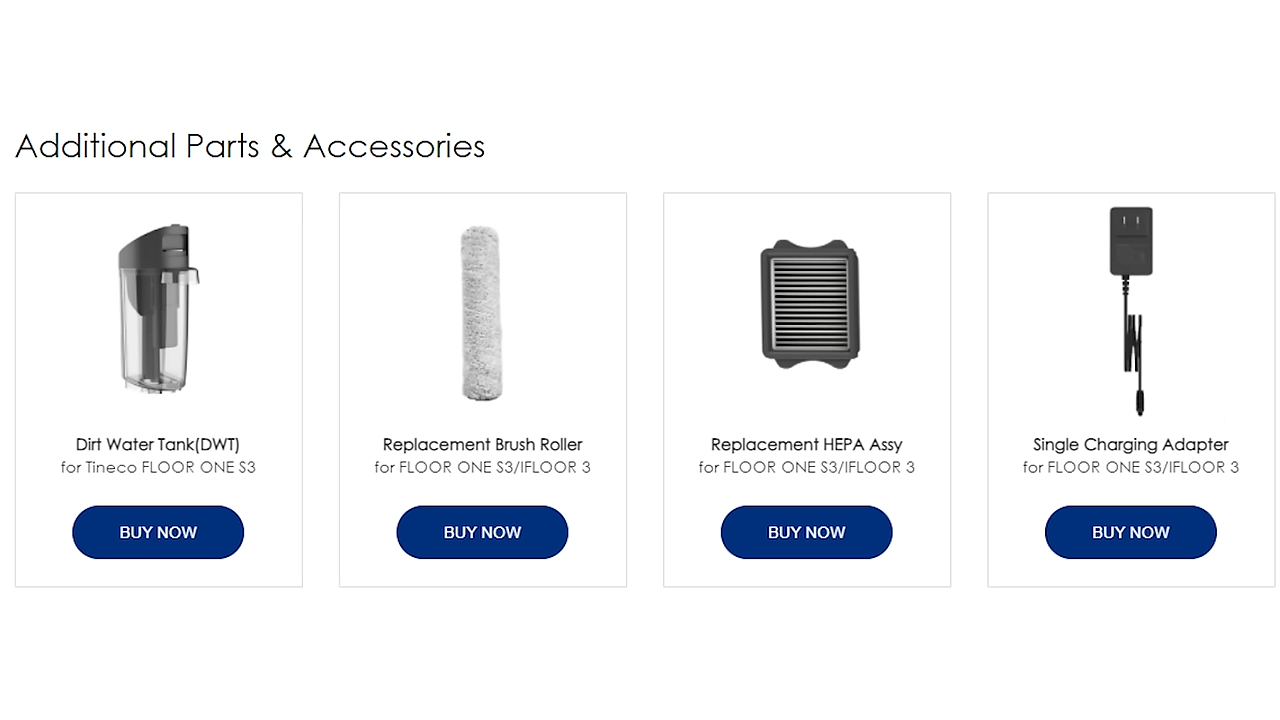 Additional Parts & Accessories
Dirt Water Tank(DWT)
for Tineco FLOOR ONE S3
BUY NOW
Replacement Brush Roller
for FLOOR ONE S3/IFLOOR 3
BUY NOW
Replacement HEPA Assy
for FLOOR ONE S3/IFLOOR 3
BUY NOW
Single Charging Adapter
for FLOOR ONE S3/IFLOOR 3
BUY NOW